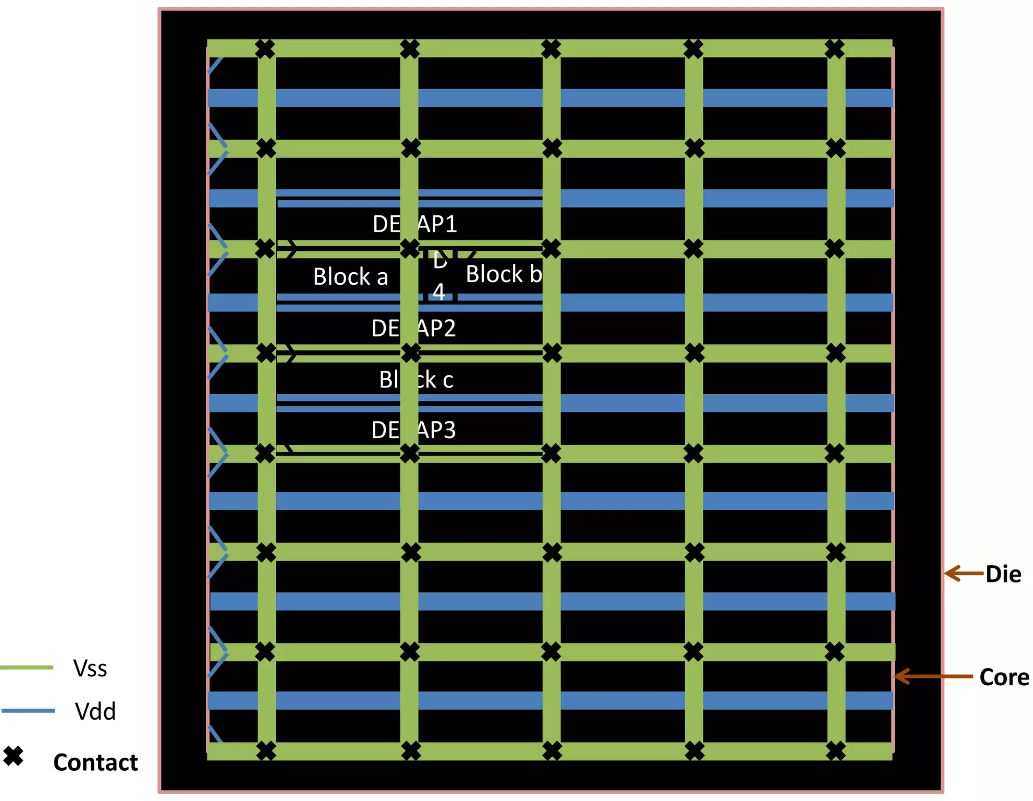 DE AP1
Block a
D
4
Block b
DE AP2
Bl ck c
DE AP3
Die
Core
Vss
Vdd
Contact